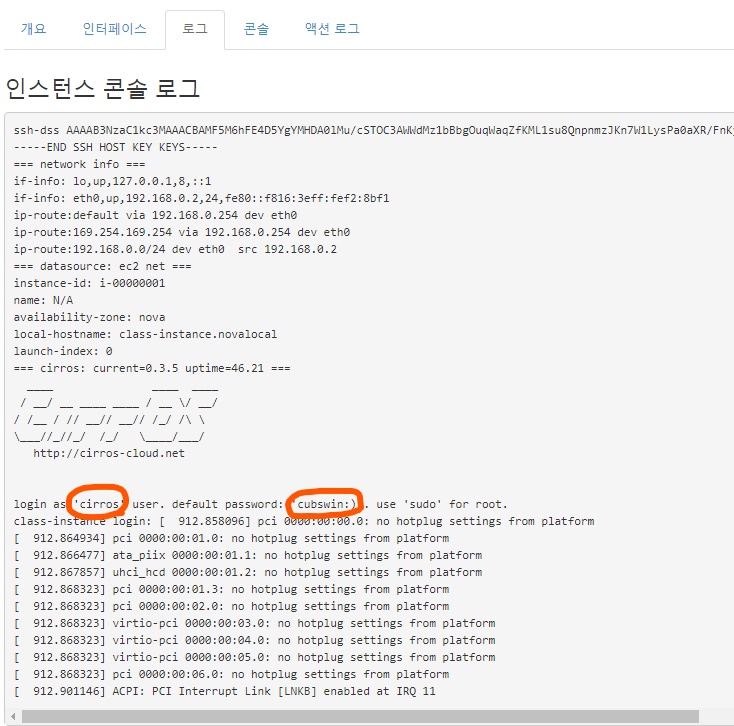 개요 인터페이스 로그 콘솔 액션 로그
인스턴스 콘솔 로그
ssh-dss AAAAB3NzaC1kc3MAAACBAMF5M6hFE4D5YgYMHDA0lMu/cSTOC3AWWdMz1bBbgOuqWaqZfKML1su8QnpnmzJKn7W1LysPa0aXR/FnKj
-----END SSH HOST KEY KEYS-----
=== network info ===
if-info: lo,up,127.0.0.1,8,::1
if-info: eth0,up,192.168.0.2,24,fe80::f816:3eff:fef2:8bf1
ip-route:default via 192.168.0.254 dev eth0
ip-route:169.254.169.254 via 192.168.0.254 dev eth0
ip-route:192.168.0.0/24 dev eth0  src 192.168.0.2
=== datasource: ec2 net ===
instance-id: i-00000001
name: N/A
availability-zone: nova
local-hostname: class-instance.novalocal
launch-index: 0
=== cirros: current=0.3.5 uptime=46.21 ===
   ____               ____  ____
  / __/ __ ____ ____ / __ \/ __/
 / /__ / // __// __// /_/ /\ \
 \___//_//_/  /_/   \____/___/
   http://cirros-cloud.net
login as 'cirros' user. default password: 'cubswin:)'. use 'sudo' for root.
class-instance login: [  912.858096] pci 0000:00:00.0: no hotplug settings from platform
[  912.864934] pci 0000:00:01.0: no hotplug settings from platform
[  912.866477] ata_piix 0000:00:01.1: no hotplug settings from platform
[  912.867857] uhci_hcd 0000:00:01.2: no hotplug settings from platform
[  912.868323] pci 0000:00:01.3: no hotplug settings from platform
[  912.868323] pci 0000:00:02.0: no hotplug settings from platform
[  912.868323] virtio-pci 0000:00:03.0: no hotplug settings from platform
[  912.868323] virtio-pci 0000:00:04.0: no hotplug settings from platform
[  912.868323] virtio-pci 0000:00:05.0: no hotplug settings from platform
[  912.868323] pci 0000:00:06.0: no hotplug settings from platform
[  912.901146] ACPI: PCI Interrupt Link [LNKB] enabled at IRQ 11